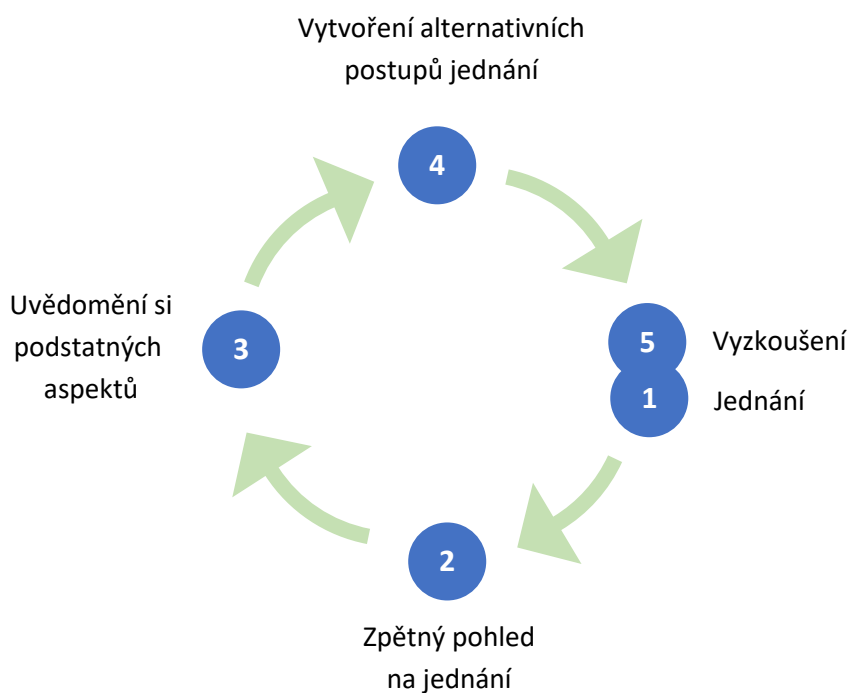 Vytvoření alternativních
postupů jednání
4
Uvědomění si
podstatných
aspektů
3
5
Vyzkoušení
1
Jednání
2
Zpětný pohled
na jednání